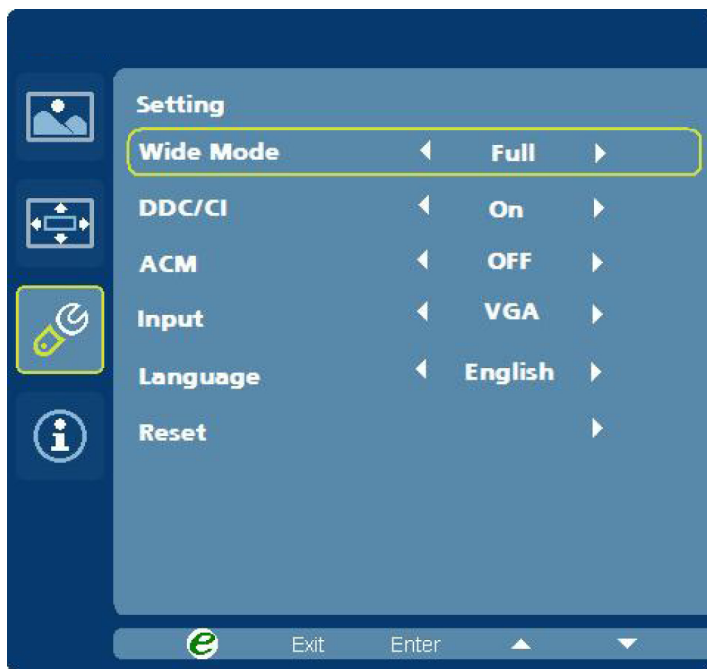 Setting
Wide Mode Full
DDC/CI On
ACM OFF
Input VGA
Language English
Reset
e Exit Enter